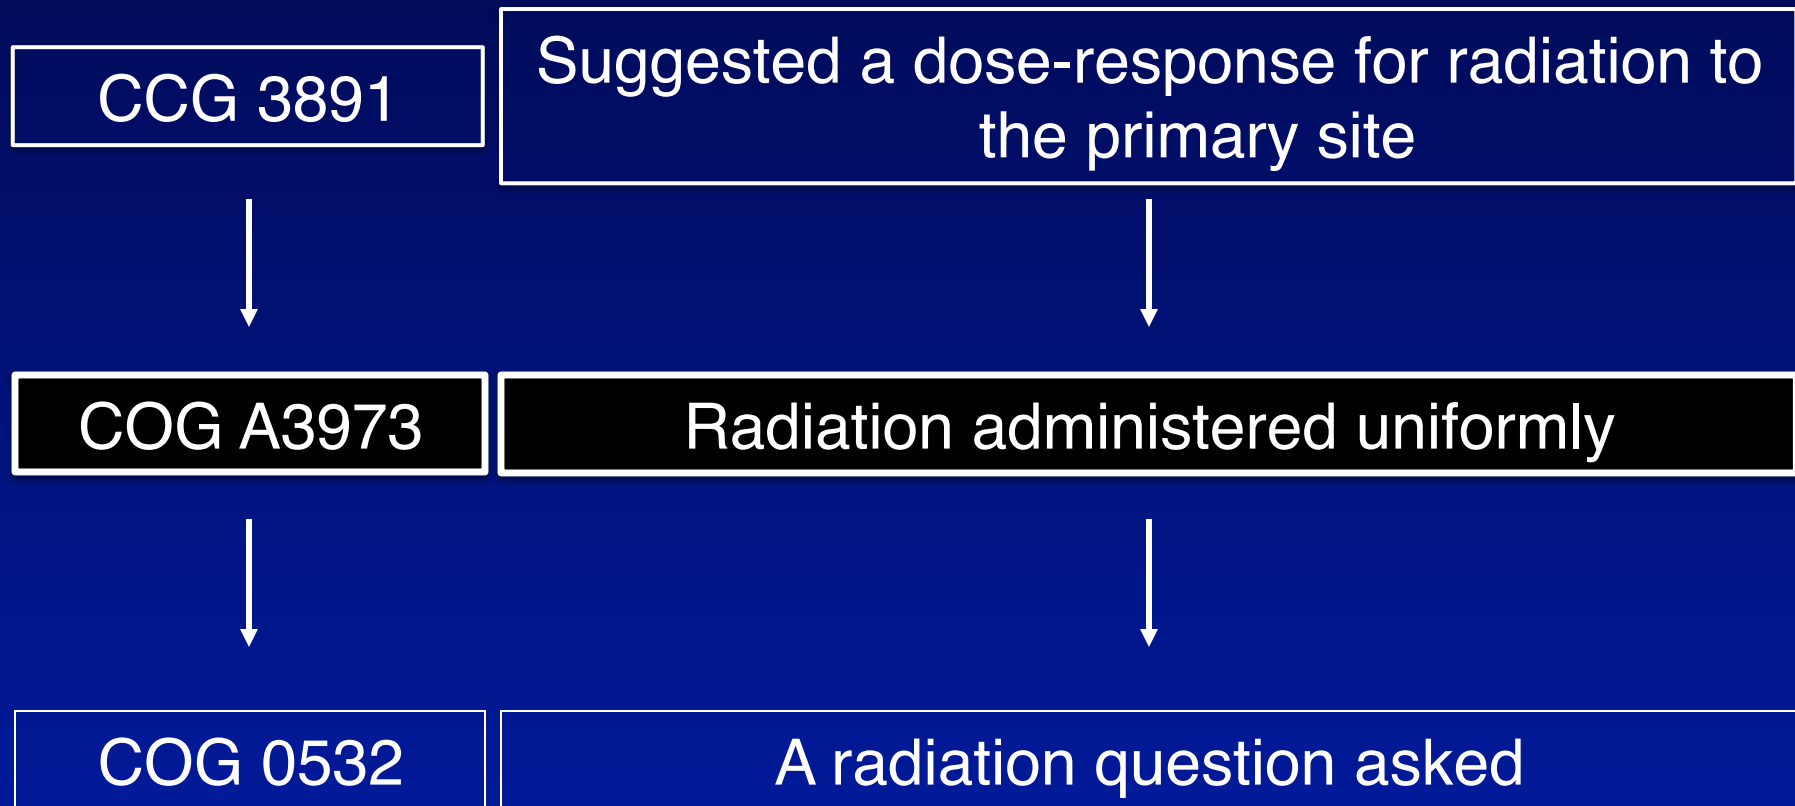 CCG 3891
Suggested a dose-response for radiation to
the primary site
COG A3973
Radiation administered uniformly
COG 0532
A radiation question asked